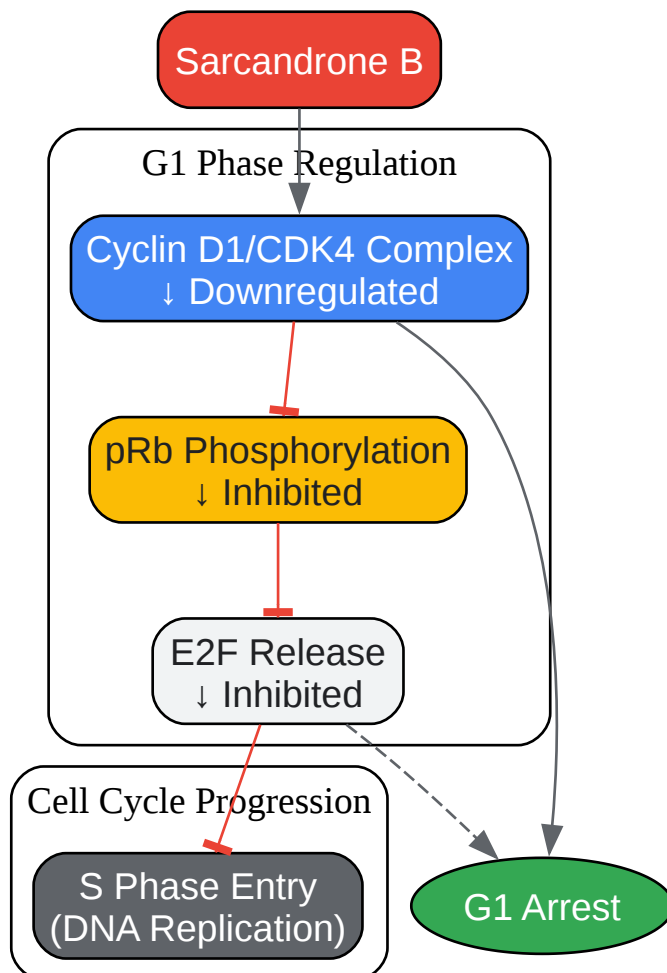 Sarcandrone B
G1 Phase Regulation
Cyclin D1/CDK4 Complex
↓ Downregulated
pRb Phosphorylation
↓ Inhibited
E2F Release
↓ Inhibited
Cell Cycle Progression
S Phase Entry
(DNA Replication)
G1 Arrest